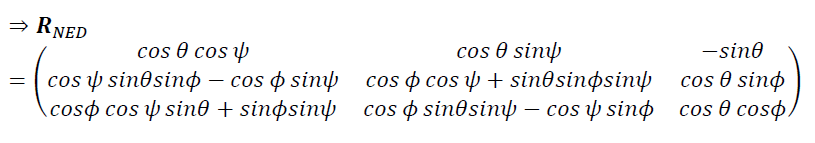 ⇒ R_NED
cos θ cos ψ cos θ sinψ −sinθ
= ( cos ψ sinθsinϕ − cos ϕ sinψ cos ϕ cos ψ + sinθsinϕsinψ cos θ sinϕ )
cosϕ cos ψ sinθ + sinϕsinψ cos ϕ sinθsinψ − cos ψ sinϕ cos θ cosϕ